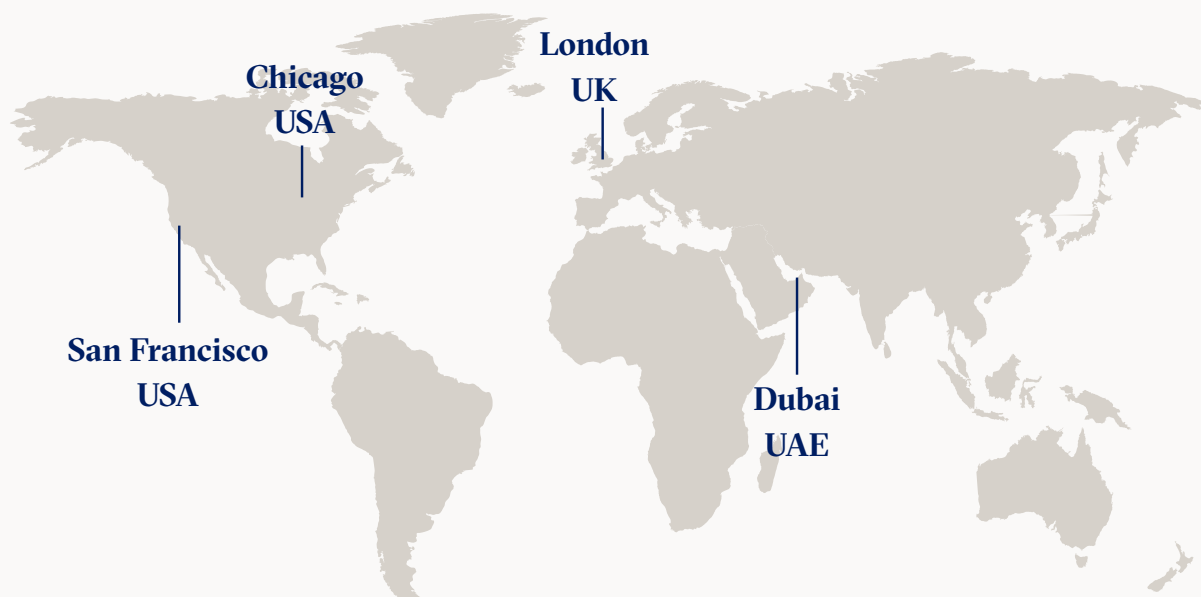 London
UK
Chicago
USA
San Francisco
USA
Dubai
UAE